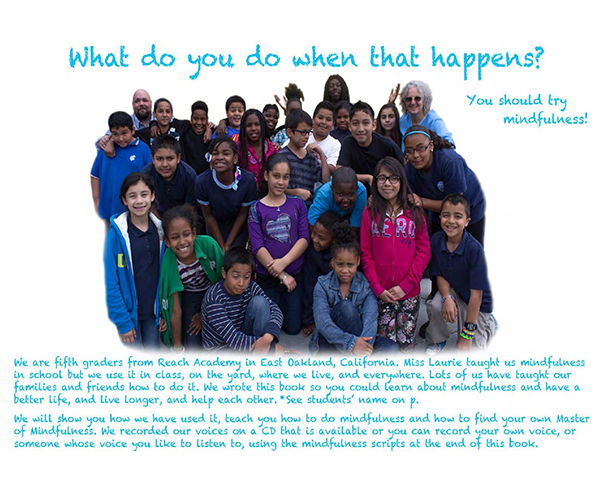 What do you do when that happens?
You should try
mindfulness!
AERO
We are fifth graders from Reach Academy in East Oakland, California. Miss Laurie taught us mindfulness
in school but we use it in class, on the yard, where we live, and everywhere. Lots of us have taught our
families and friends how to do it. We wrote this book so you could learn about mindfulness and have a
better life, and live longer, and help each other. *See students' name on p.
We will show you how we have used it, teach you how to do mindfulness and how to find your own Master
of Mindfulness. We recorded our voices on a CD that is available or you can record your own voice, or
someone whose voice you like to listen to, using the mindfulness scripts at the end of this book.